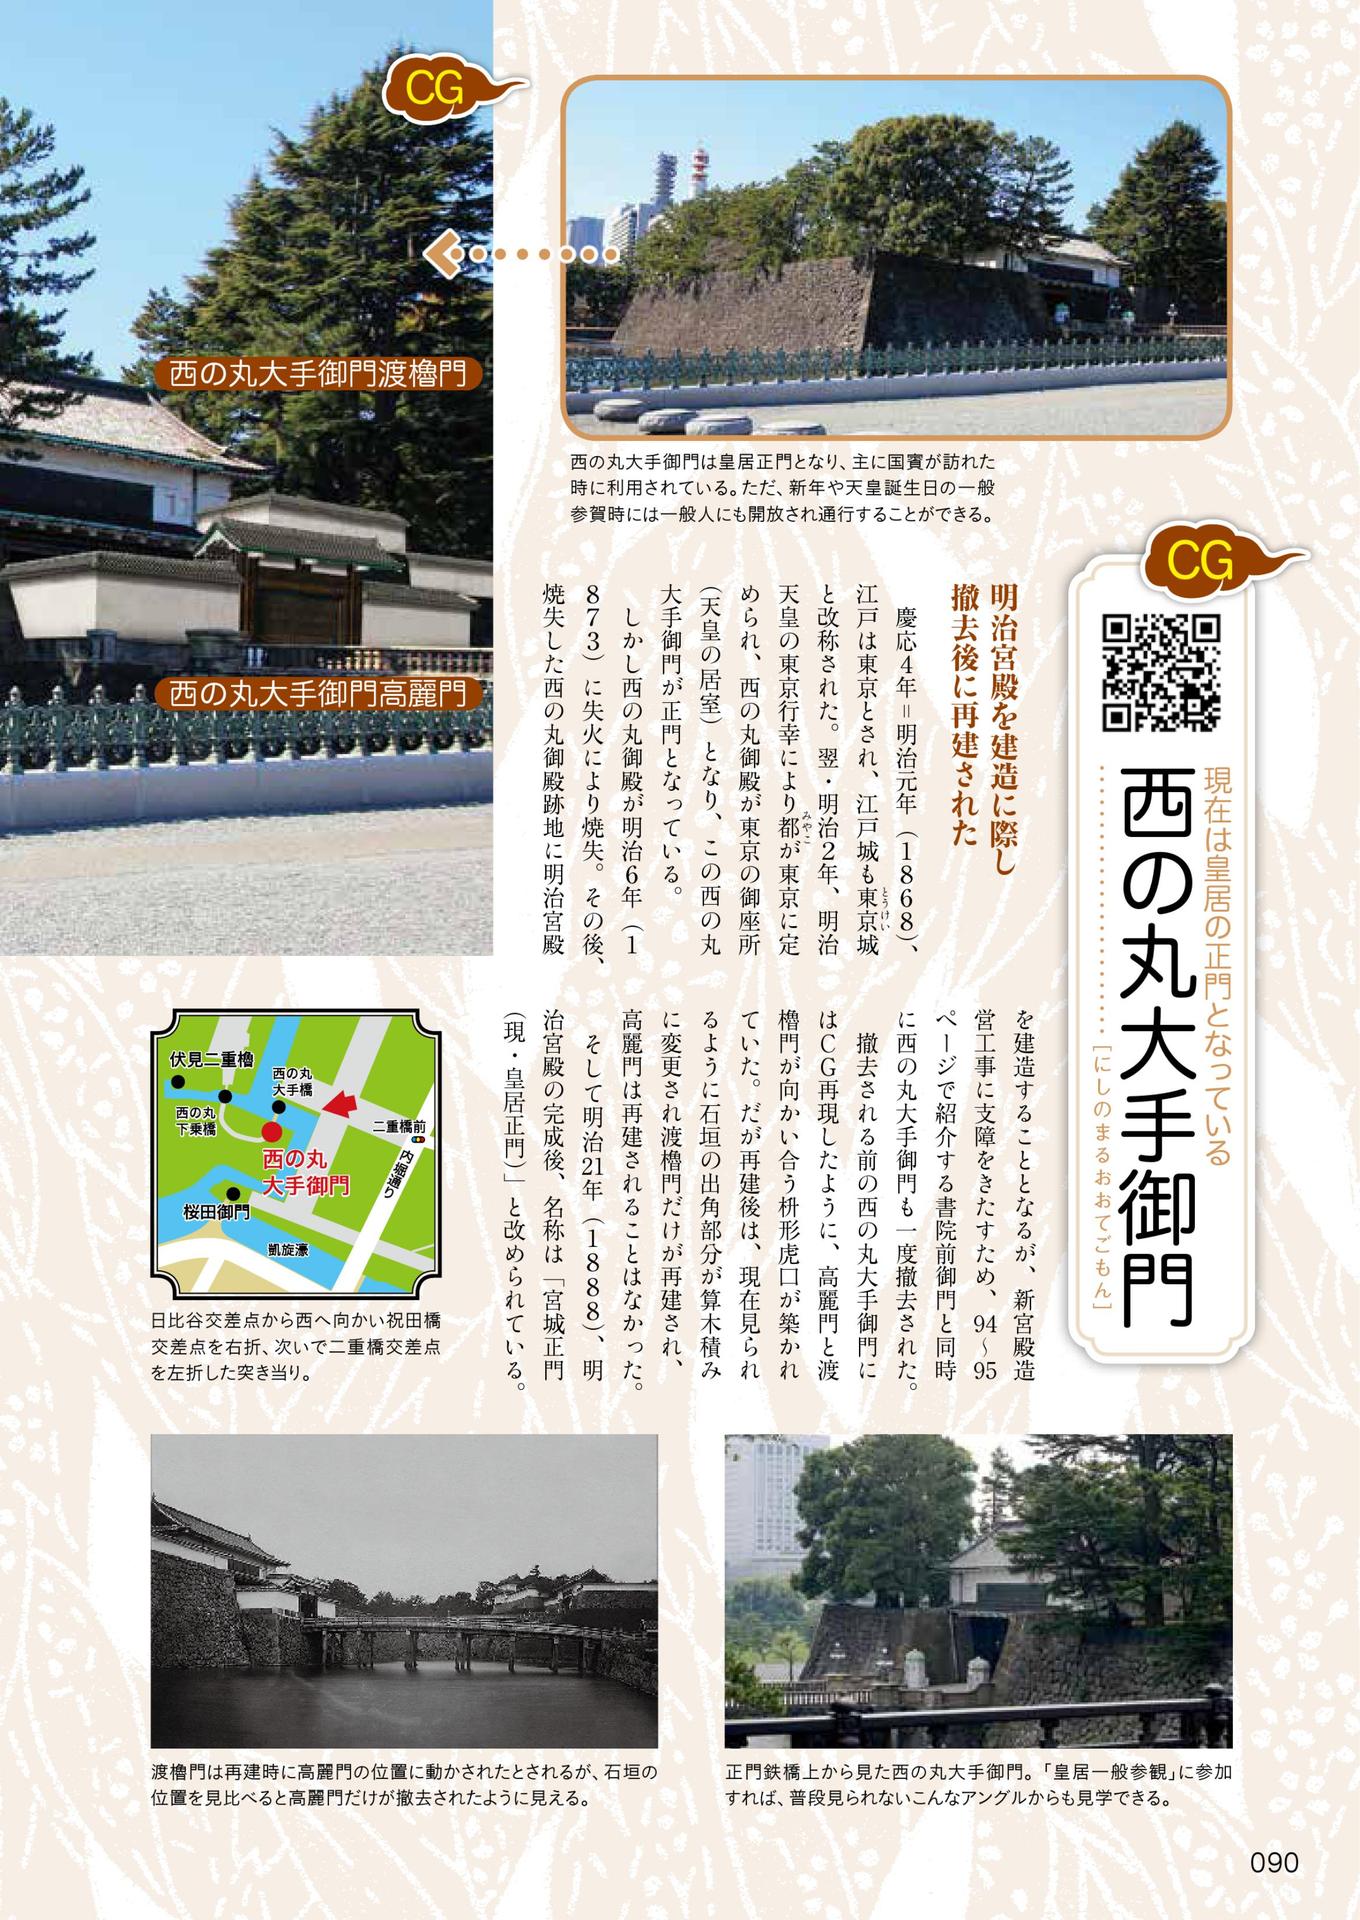 CG
現在は皇居の正門となっている
西の丸大手御門
[にしのまるおおてごもん]
CG
西の丸大手御門渡櫓門
西の丸大手御門高麗門
西の丸大手御門は皇居正門となり、主に国賓が訪れた
時に利用されている。ただ、新年や天皇誕生日の一般
参賀時には一般人にも開放され通行することができる。
明治宮殿を建造に際し
撤去後に再建された
慶応4年＝明治元年（1868）、
江戸は東京とされ、江戸城も東京城
とうけい
と改称された。翌・明治2年、明治
天皇の東京行幸により都が東京に定
みやこ
められ、西の丸御殿が東京の御座所
（天皇の居室）となり、この西の丸
大手御門が正門となっている。
しかし西の丸御殿が明治6年（1
873）に失火により焼失。その後、
焼失した西の丸御殿跡地に明治宮殿
を建造することとなるが、新宮殿造
営工事に支障をきたすため、94〜95
ページで紹介する書院前御門と同時
に西の丸大手御門も一度撤去された。
撤去される前の西の丸大手御門に
はCG再現したように、高麗門と渡
櫓門が向かい合う枡形虎口が築かれ
ていた。だが再建後は、現在見られ
るように石垣の出角部分が算木積み
に変更され渡櫓門だけが再建され、
高麗門は再建されることはなかった。
そして明治21年（1888）、明
治宮殿の完成後、名称は「宮城正門
（現・皇居正門）」と改められている。
伏見二重櫓
西の丸
大手橋
西の丸
下乗橋
二重橋前
西の丸
大手御門
内堀通り
桜田御門
凱旋濠
日比谷交差点から西へ向かい祝田橋
交差点を右折、次いで二重橋交差点
を左折した突き当り。
渡櫓門は再建時に高麗門の位置に動かされたとされるが、石垣の
位置を見比べると高麗門だけが撤去されたように見える。
正門鉄橋上から見た西の丸大手御門。「皇居一般参観」に参加
すれば、普段見られないこんなアングルからも見学できる。
090